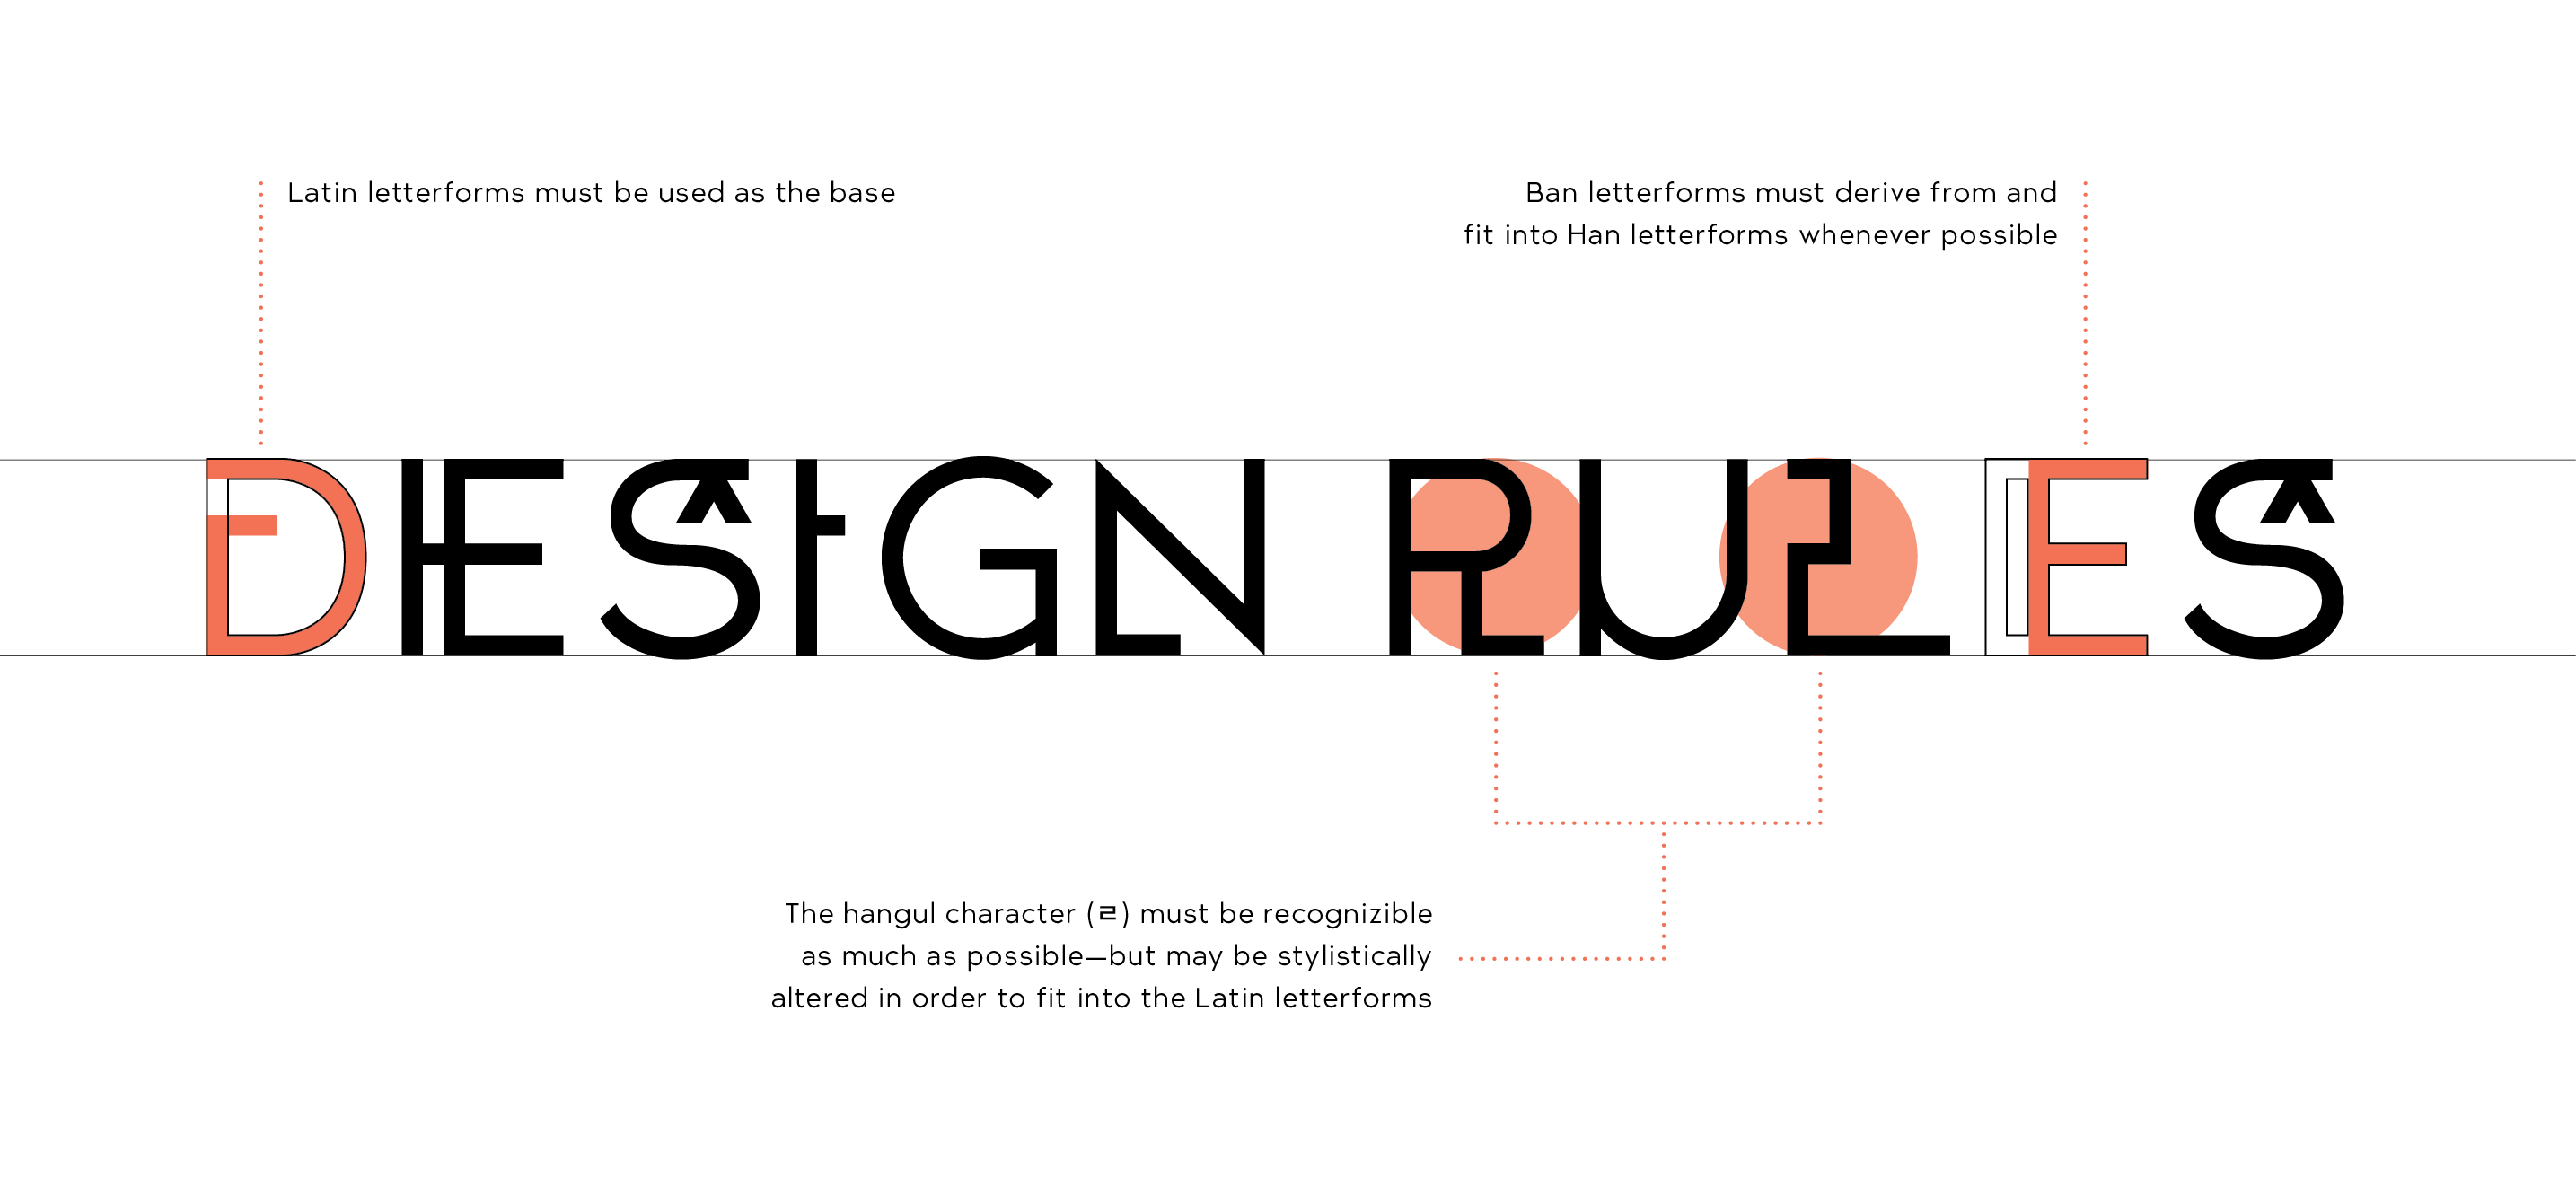 Latin letterforms must be used as the base
Ban letterforms must derive from and
fit into Han letterforms whenever possible
DESIGN RULES
The hangul character (ㄹ) must be recognizible
as much as possible—but may be stylistically
altered in order to fit into the Latin letterforms